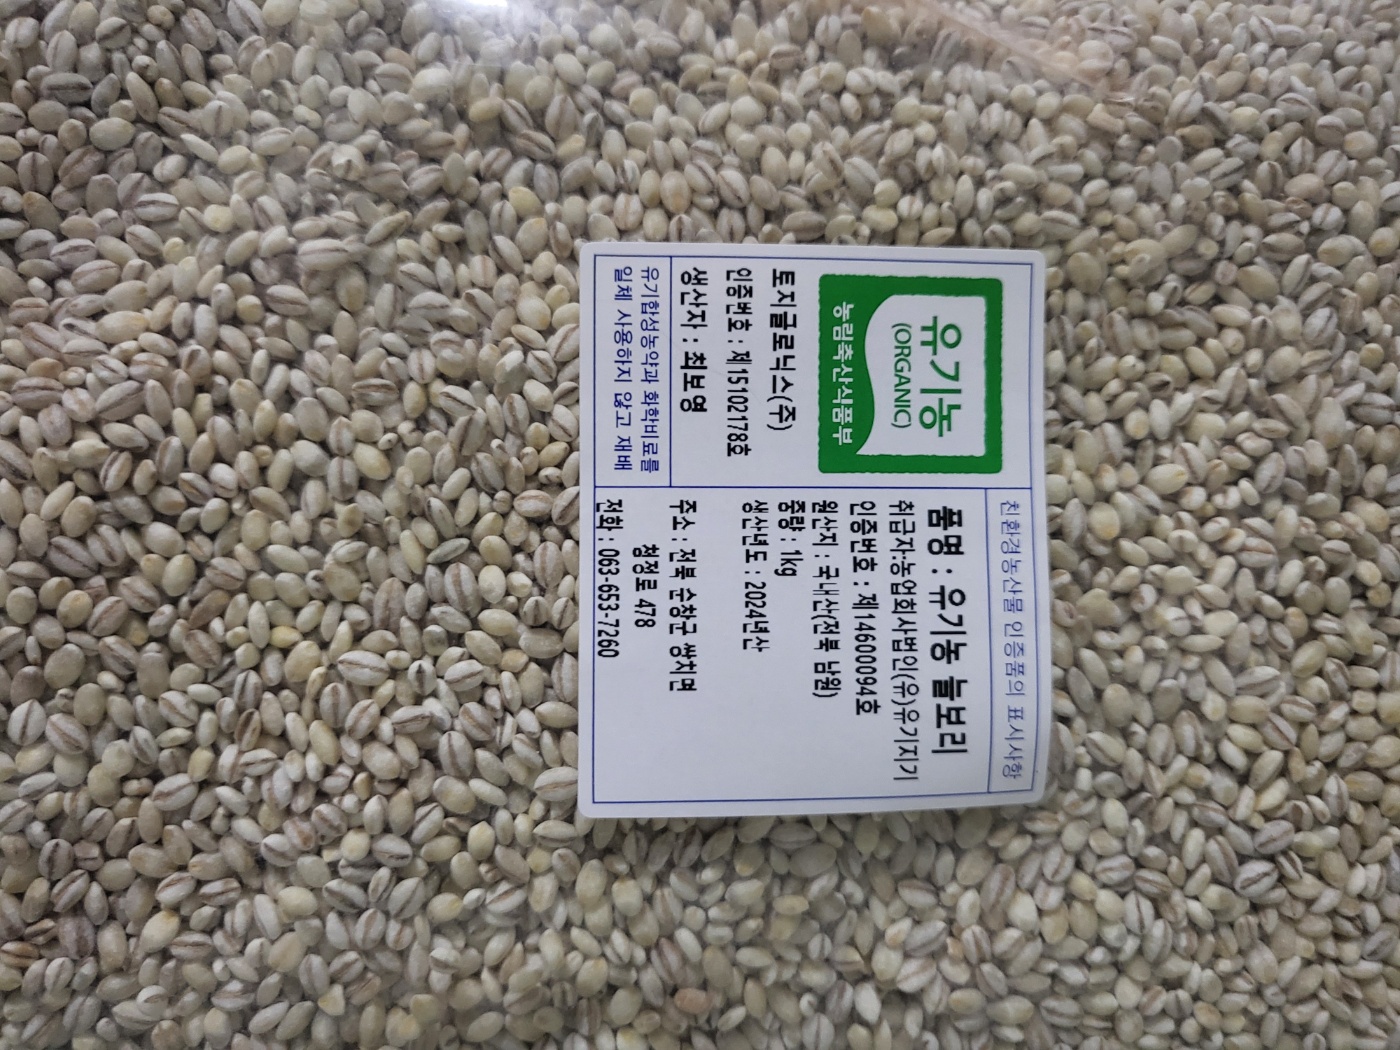 유기농
(ORGANIC)
농림축산식품부
토지글로닉스(주)
인증번호 : 제15102178호
생산자 : 최보영
유기합성농약과 화학비료를
일체 사용하지 않고 재배
친환경농산물 인증품의 표시사항
품명 : 유기농 늘보리
취급자:농업회사법인(유)유기지기
인증번호 : 제14600094호
원산지 : 국내산(전북 남원)
중량 : 1kg
생산년도 : 2024년산
주소 : 전북 순창군 쌍치면
청정로 478
전화 : 063-653-7260